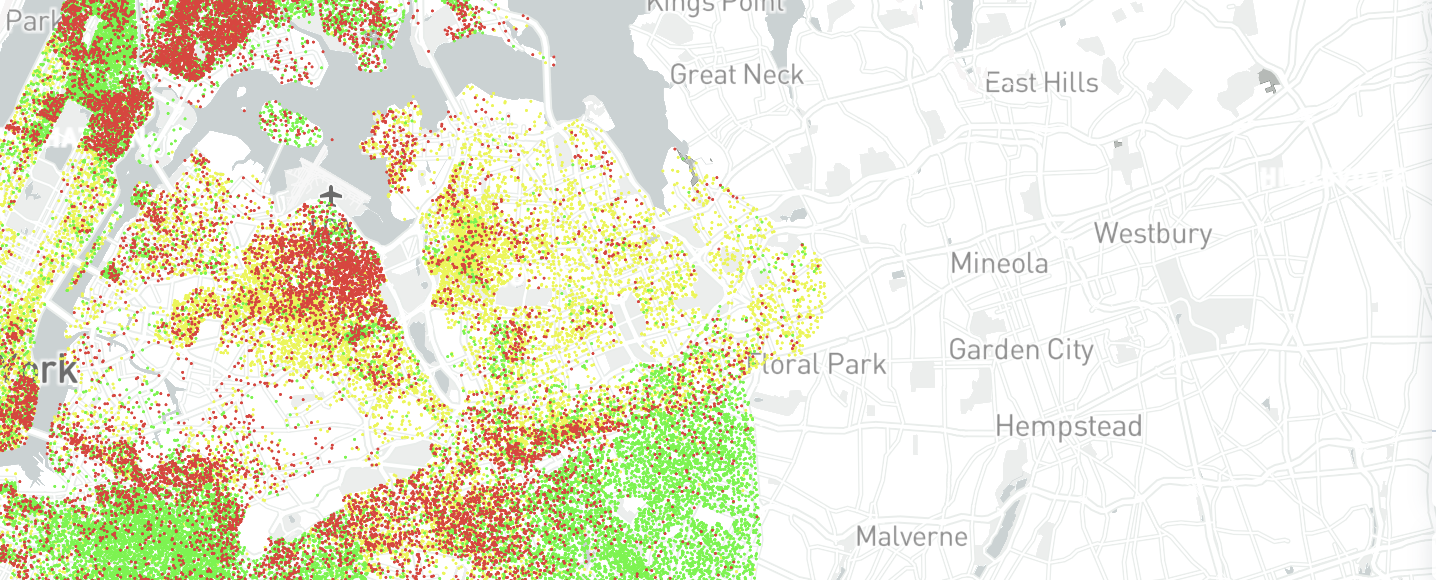 Park
Kings Point
Great Neck
East Hills
Westbury
Mineola
ork
Floral Park
Garden City
Hempstead
Malverne